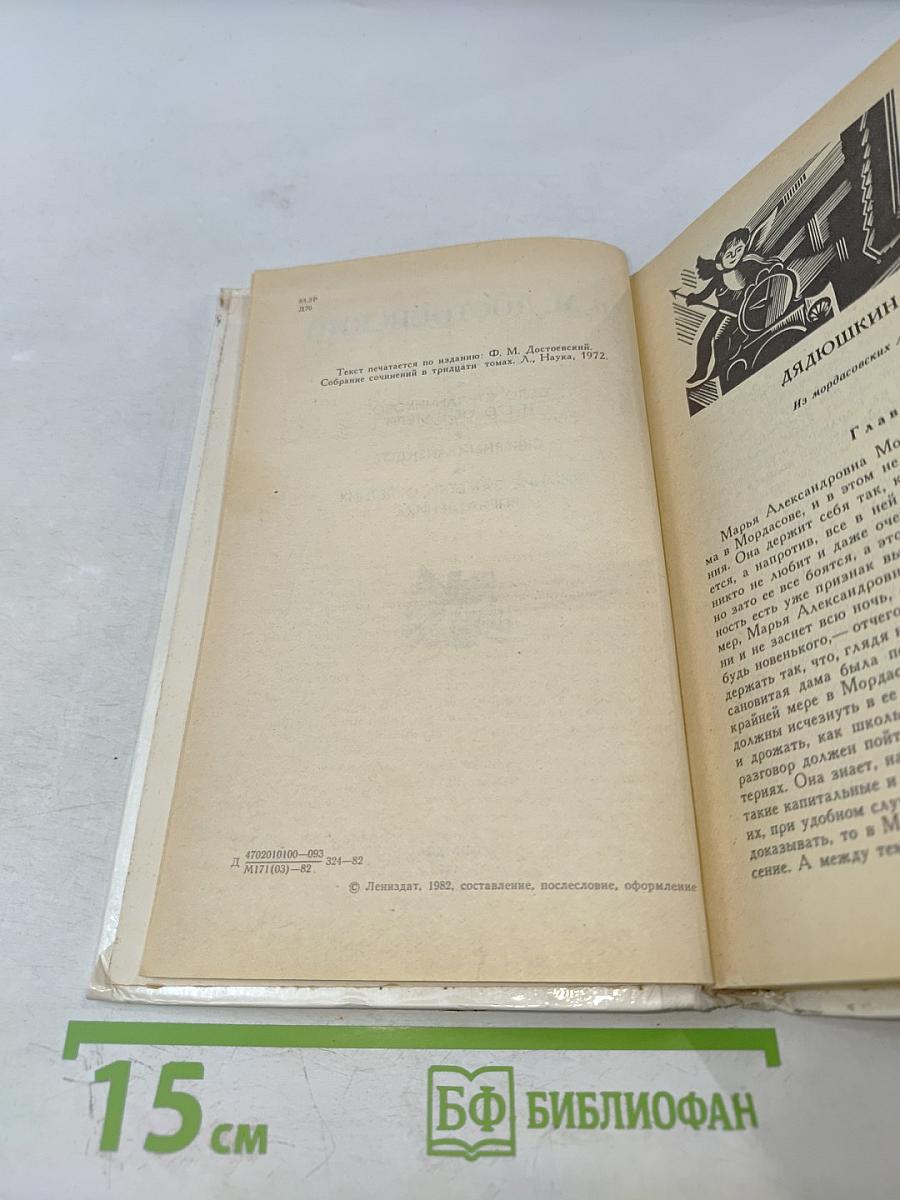 84.3Р
Д70
Текст печатается по изданию: Ф. М. Достоевский.
Собрание сочинений в тридцати томах. Л., Наука, 1972.
Д 4702010100—093 324—82
М171(03)—82
© Лениздат, 1982, составление, послесловие, оформление
ДЯДЮШКИН
Из мордасовских
Глав
Марья Александровна Мо
ма в Мордасове, и в этом не
ния. Она держит себя так, к
ется, а напротив, все в ней
никто не любит и даже оче
но зато ее все боятся, а это
ность есть уже признак вы
мер, Марья Александровн
ни и не заснет всю ночь,
будь новенького,— отчего
держать так, что, глядя н
сановитая дама была пе
крайней мере в Мордас
должны исчезнуть в ее
и дрожать, как школь
разговор должен пойт
териях. Она знает, на
такие капитальные и
их, при удобном случ
доказывать, то в М
сение. А между тем
15 см
БФ БИБЛИОФАН